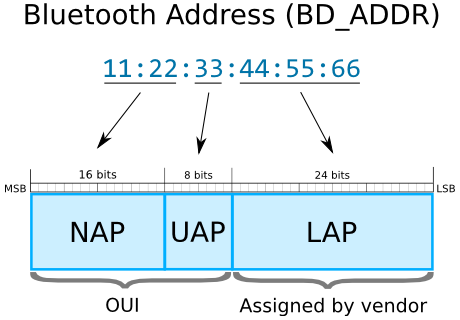 Bluetooth Address (BD_ADDR)
11:22:33:44:55:66
16 bits 8 bits 24 bits
MSB LSB
NAP UAP LAP
OUI Assigned by vendor